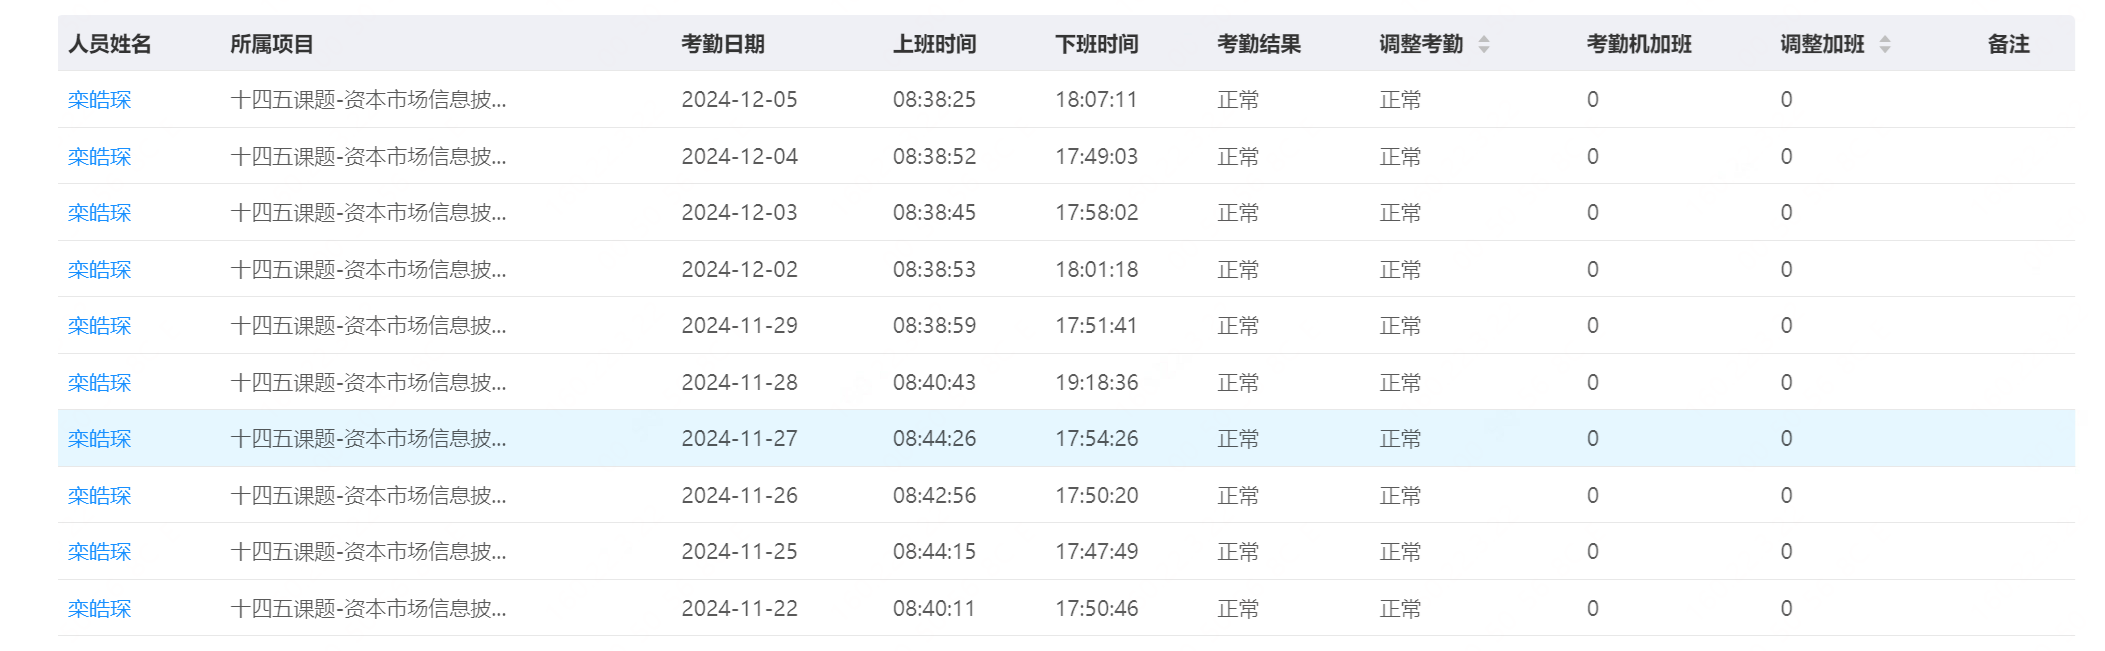 人员姓名 所属项目 考勤日期 上班时间 下班时间 考勤结果 调整考勤 考勤机加班 调整加班 备注
栾皓琛 十四五课题-资本市场信息披... 2024-12-05 08:38:25 18:07:11 正常 正常 0 0
栾皓琛 十四五课题-资本市场信息披... 2024-12-04 08:38:52 17:49:03 正常 正常 0 0
栾皓琛 十四五课题-资本市场信息披... 2024-12-03 08:38:45 17:58:02 正常 正常 0 0
栾皓琛 十四五课题-资本市场信息披... 2024-12-02 08:38:53 18:01:18 正常 正常 0 0
栾皓琛 十四五课题-资本市场信息披... 2024-11-29 08:38:59 17:51:41 正常 正常 0 0
栾皓琛 十四五课题-资本市场信息披... 2024-11-28 08:40:43 19:18:36 正常 正常 0 0
栾皓琛 十四五课题-资本市场信息披... 2024-11-27 08:44:26 17:54:26 正常 正常 0 0
栾皓琛 十四五课题-资本市场信息披... 2024-11-26 08:42:56 17:50:20 正常 正常 0 0
栾皓琛 十四五课题-资本市场信息披... 2024-11-25 08:44:15 17:47:49 正常 正常 0 0
栾皓琛 十四五课题-资本市场信息披... 2024-11-22 08:40:11 17:50:46 正常 正常 0 0